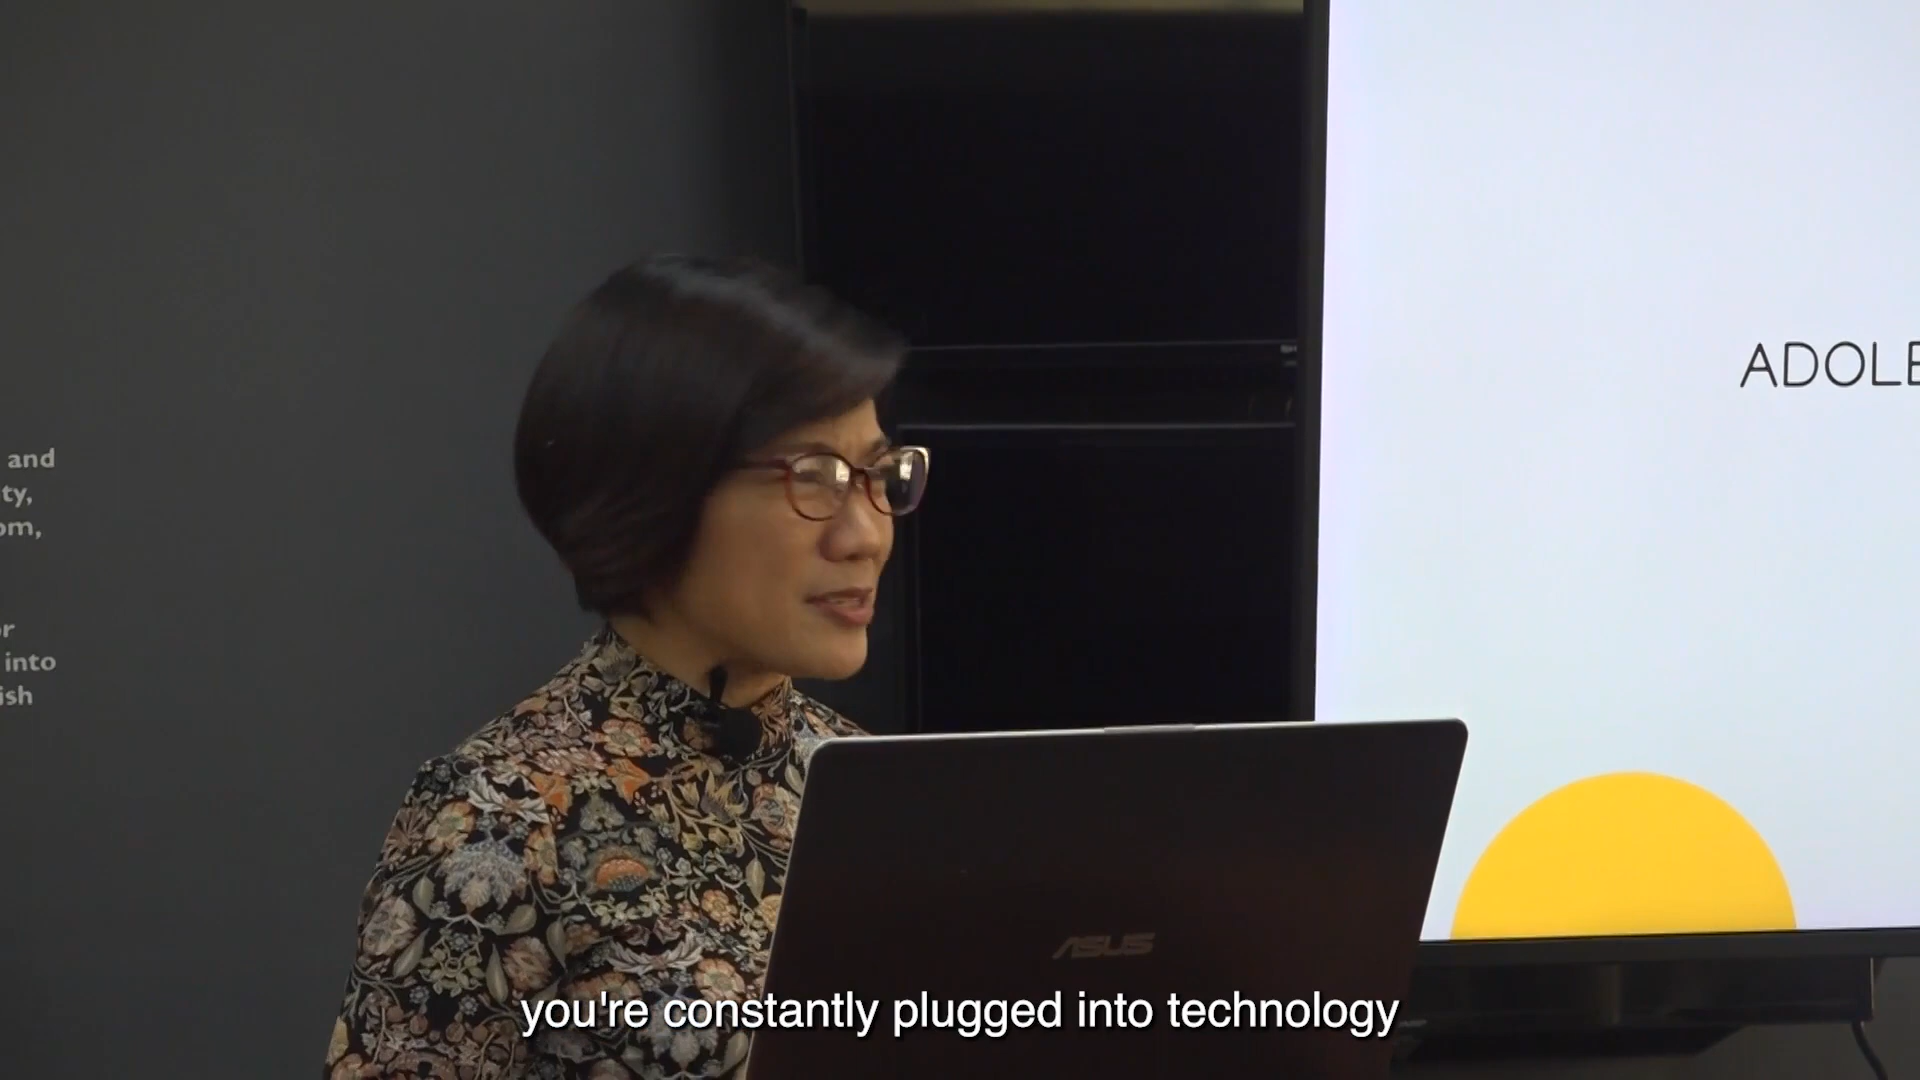 and
ty,
om,
or
into
ish
ADOLE
ASUS
you're constantly plugged into technology